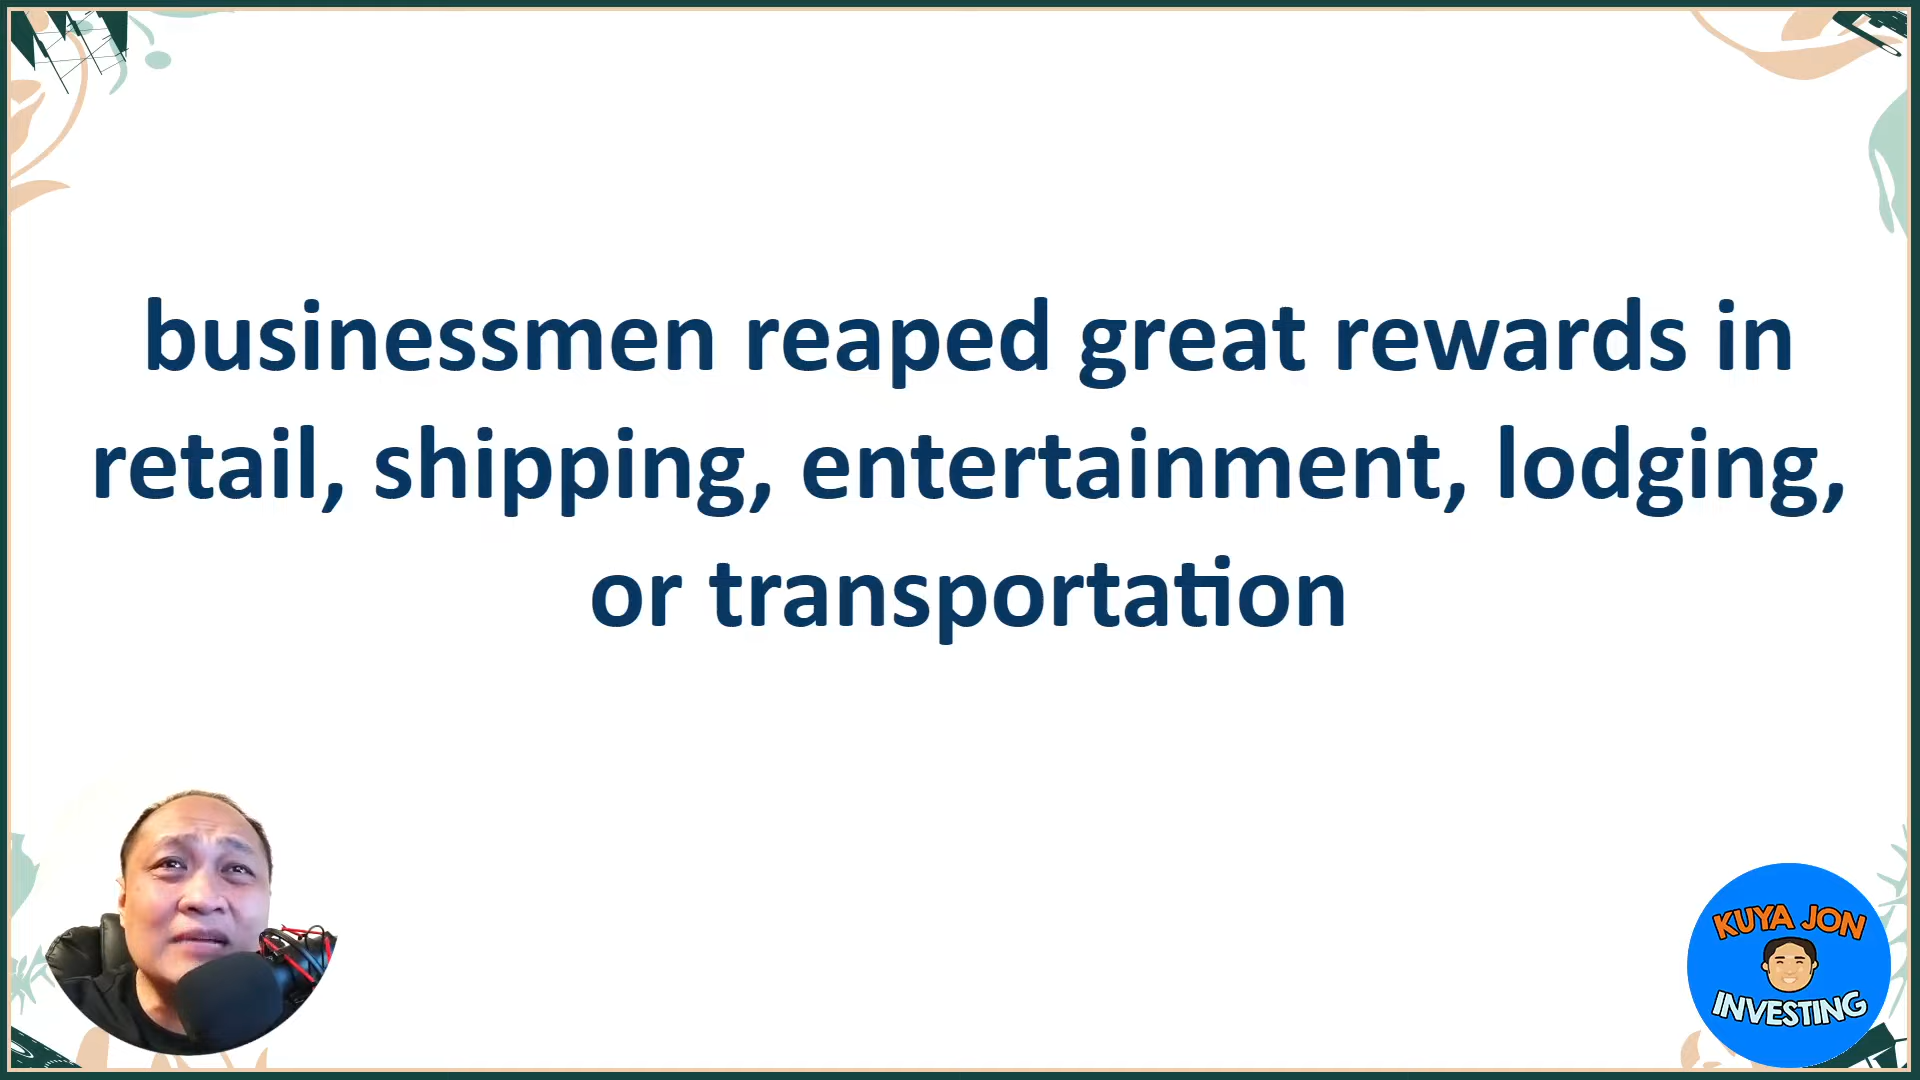 businessmen reaped great rewards in
retail, shipping, entertainment, lodging,
or transportation
KUYA JON
INVESTING